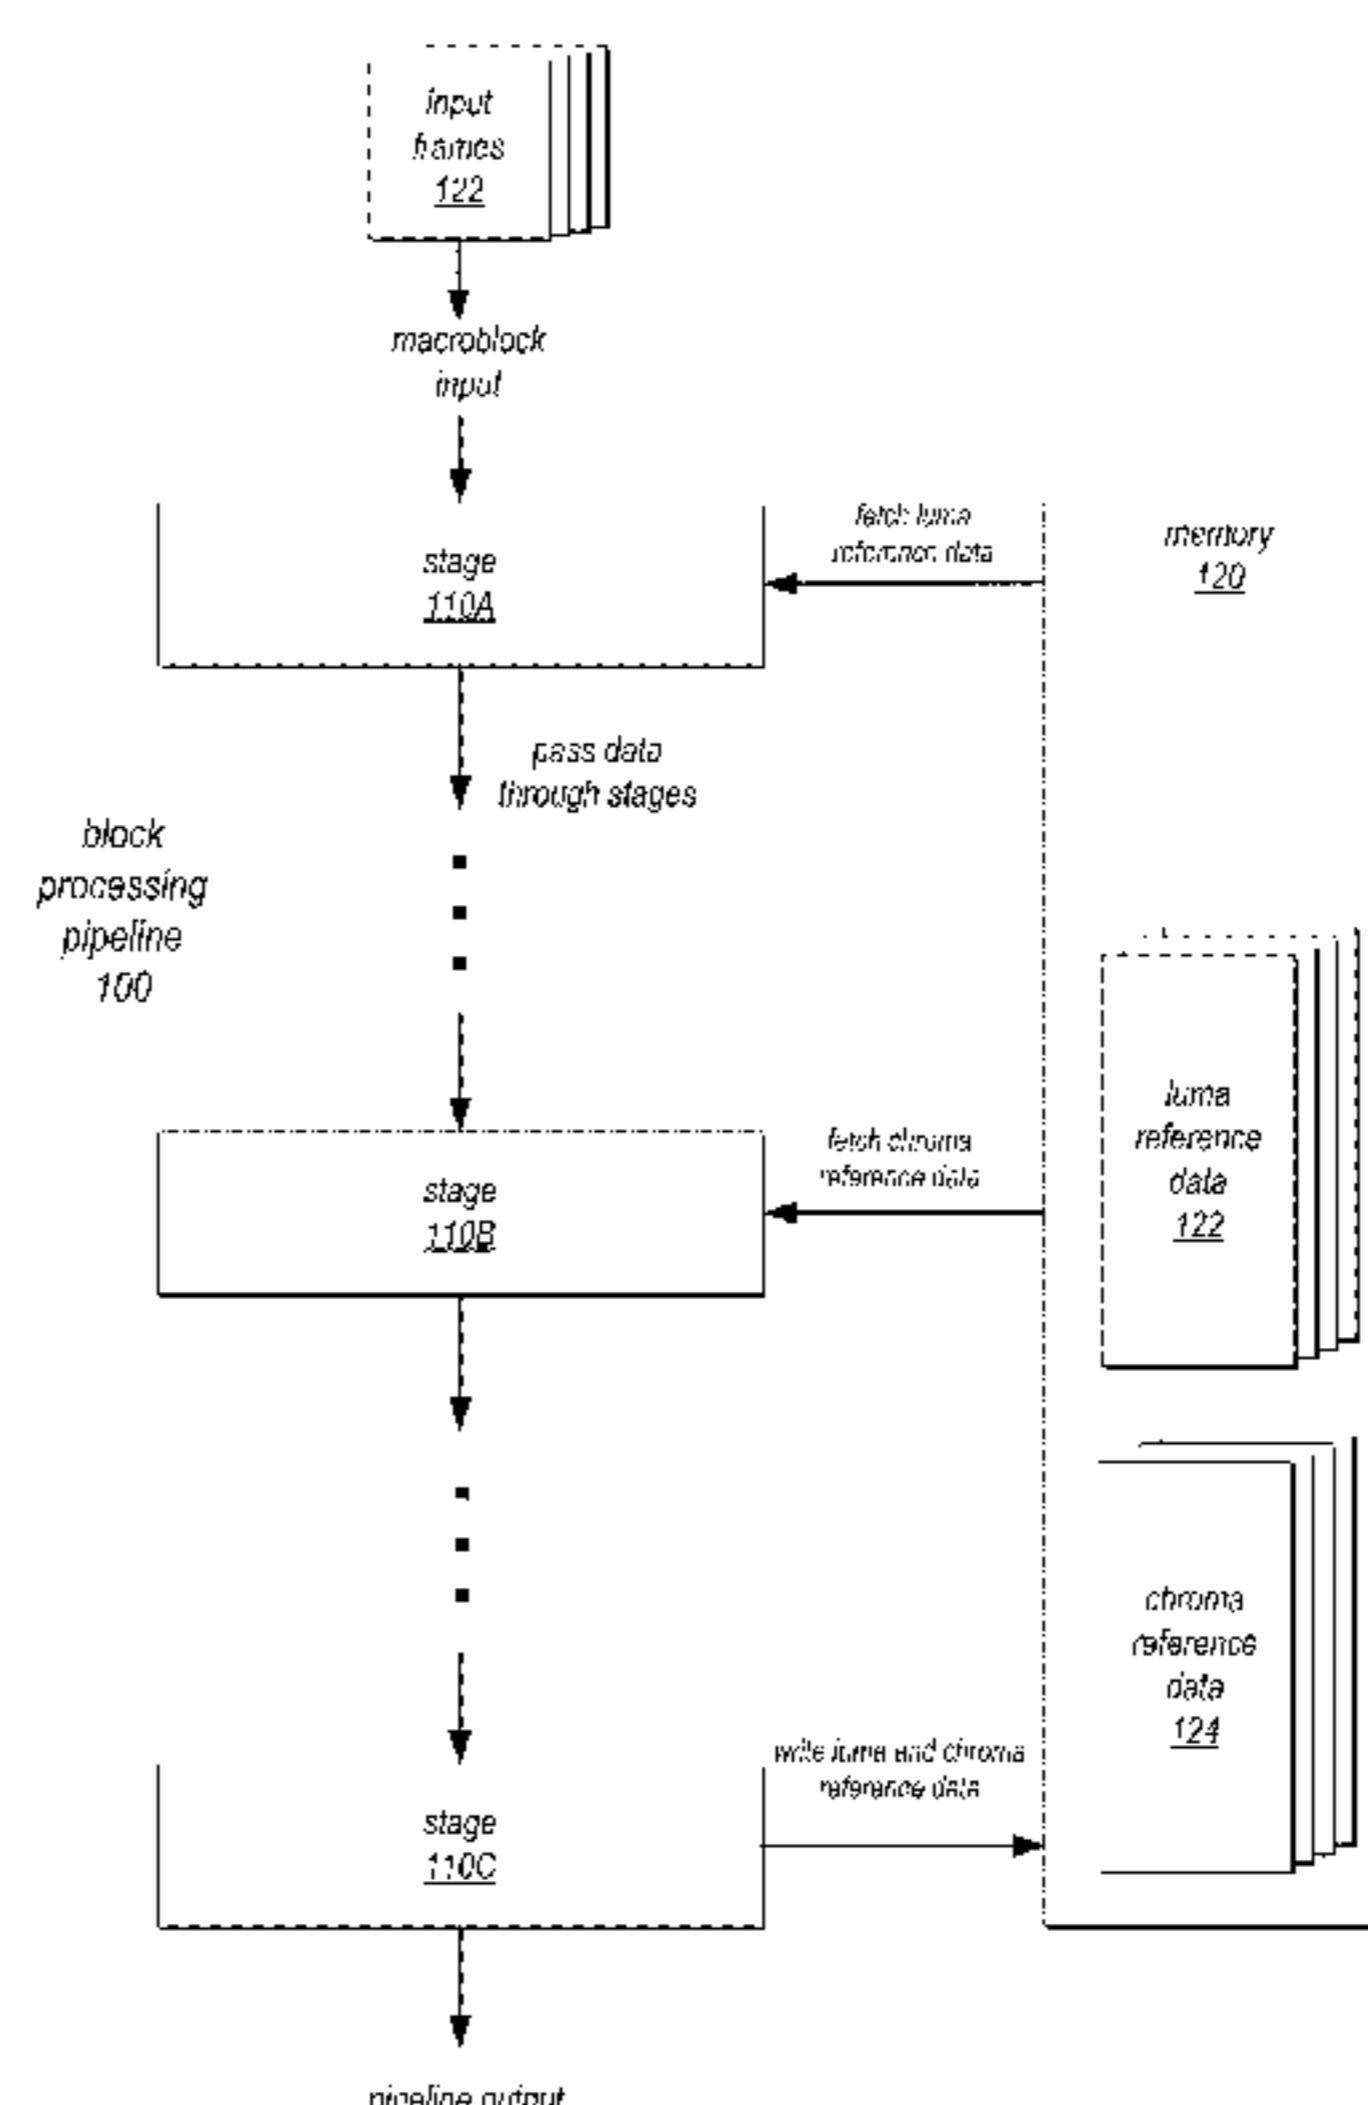 input
frames
122
macroblock
input
stage
110A
fetch luma
reference data
memory
120
pass data
through stages
block
processing
pipeline
100
stage
110B
fetch chroma
reference data
luma
reference
data
122
chroma
reference
data
124
stage
110C
write luma and chroma
reference data
pipeline output